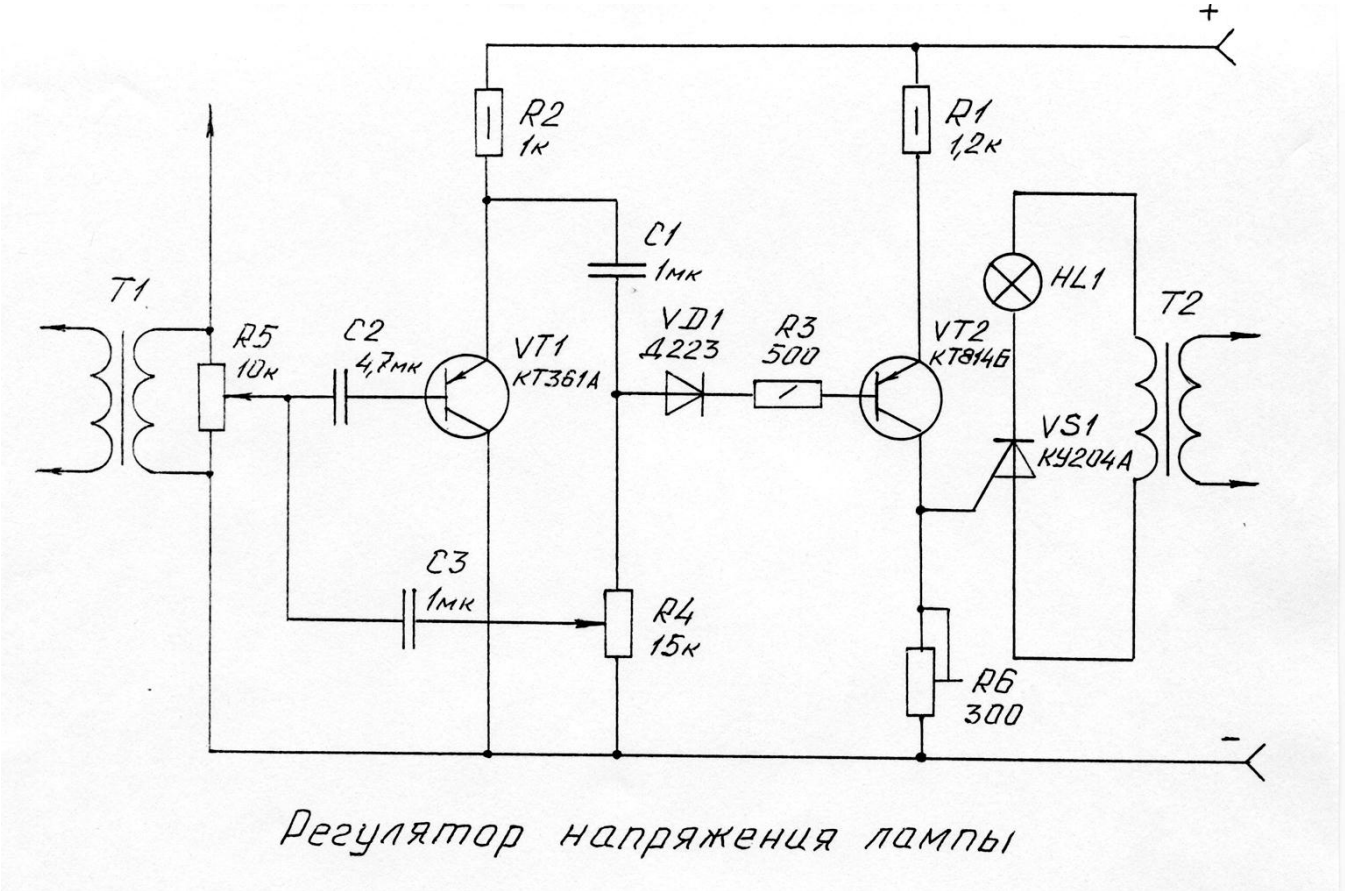 +
R2
1к
R1
1,2к
C1
1мк
HL1
T1
T2
R5
10к
C2
4,7мк
VT1
КТ361А
VD1
Д223
R3
500
VT2
КТ814Б
VS1
КУ204А
C3
1мк
R4
15к
R6
300
-
Регулятор напряжения лампы